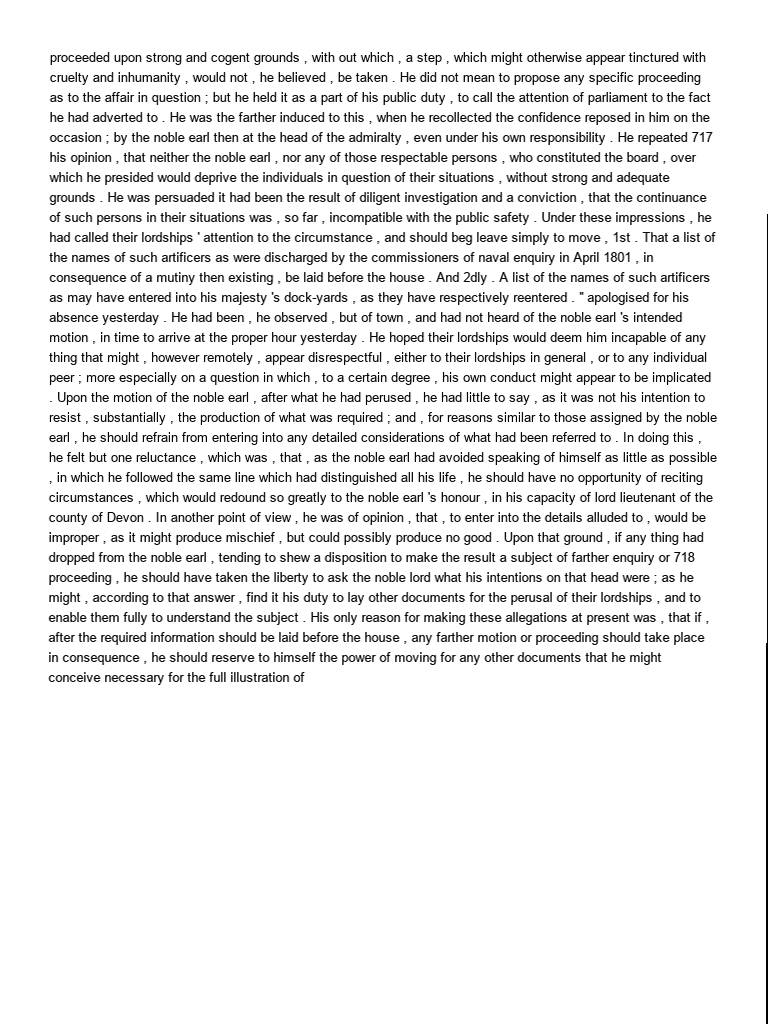 proceeded upon strong and cogent grounds , with out which , a step , which might otherwise appear tinctured with
cruelty and inhumanity , would not , he believed , be taken . He did not mean to propose any specific proceeding
as to the affair in question ; but he held it as a part of his public duty , to call the attention of parliament to the fact
he had adverted to . He was the farther induced to this , when he recollected the confidence reposed in him on the
occasion ; by the noble earl then at the head of the admiralty , even under his own responsibility . He repeated 717
his opinion , that neither the noble earl , nor any of those respectable persons , who constituted the board , over
which he presided would deprive the individuals in question of their situations , without strong and adequate
grounds . He was persuaded it had been the result of diligent investigation and a conviction , that the continuance
of such persons in their situations was , so far , incompatible with the public safety . Under these impressions , he
had called their lordships ' attention to the circumstance , and should beg leave simply to move , 1st . That a list of
the names of such artificers as were discharged by the commissioners of naval enquiry in April 1801 , in
consequence of a mutiny then existing , be laid before the house . And 2dly . A list of the names of such artificers
as may have entered into his majesty 's dock-yards , as they have respectively reentered . " apologised for his
absence yesterday . He had been , he observed , but of town , and had not heard of the noble earl 's intended
motion , in time to arrive at the proper hour yesterday . He hoped their lordships would deem him incapable of any
thing that might , however remotely , appear disrespectful , either to their lordships in general , or to any individual
peer ; more especially on a question in which , to a certain degree , his own conduct might appear to be implicated
. Upon the motion of the noble earl , after what he had perused , he had little to say , as it was not his intention to
resist , substantially , the production of what was required ; and , for reasons similar to those assigned by the noble
earl , he should refrain from entering into any detailed considerations of what had been referred to . In doing this ,
he felt but one reluctance , which was , that , as the noble earl had avoided speaking of himself as little as possible
, in which he followed the same line which had distinguished all his life , he should have no opportunity of reciting
circumstances , which would redound so greatly to the noble earl 's honour , in his capacity of lord lieutenant of the
county of Devon . In another point of view , he was of opinion , that , to enter into the details alluded to , would be
improper , as it might produce mischief , but could possibly produce no good . Upon that ground , if any thing had
dropped from the noble earl , tending to shew a disposition to make the result a subject of farther enquiry or 718
proceeding , he should have taken the liberty to ask the noble lord what his intentions on that head were ; as he
might , according to that answer , find it his duty to lay other documents for the perusal of their lordships , and to
enable them fully to understand the subject . His only reason for making these allegations at present was , that if ,
after the required information should be laid before the house , any farther motion or proceeding should take place
in consequence , he should reserve to himself the power of moving for any other documents that he might
conceive necessary for the full illustration of